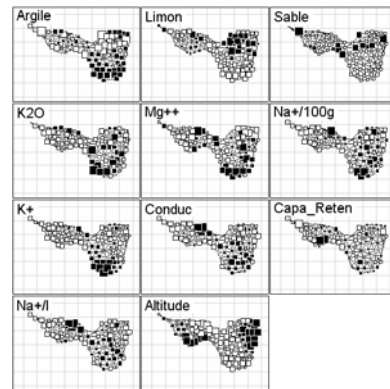 Argile
Limon
Sable
K2O
Mg++
Na+/100g
K+
Conduc
Capa_Reten
Na+/l
Altitude